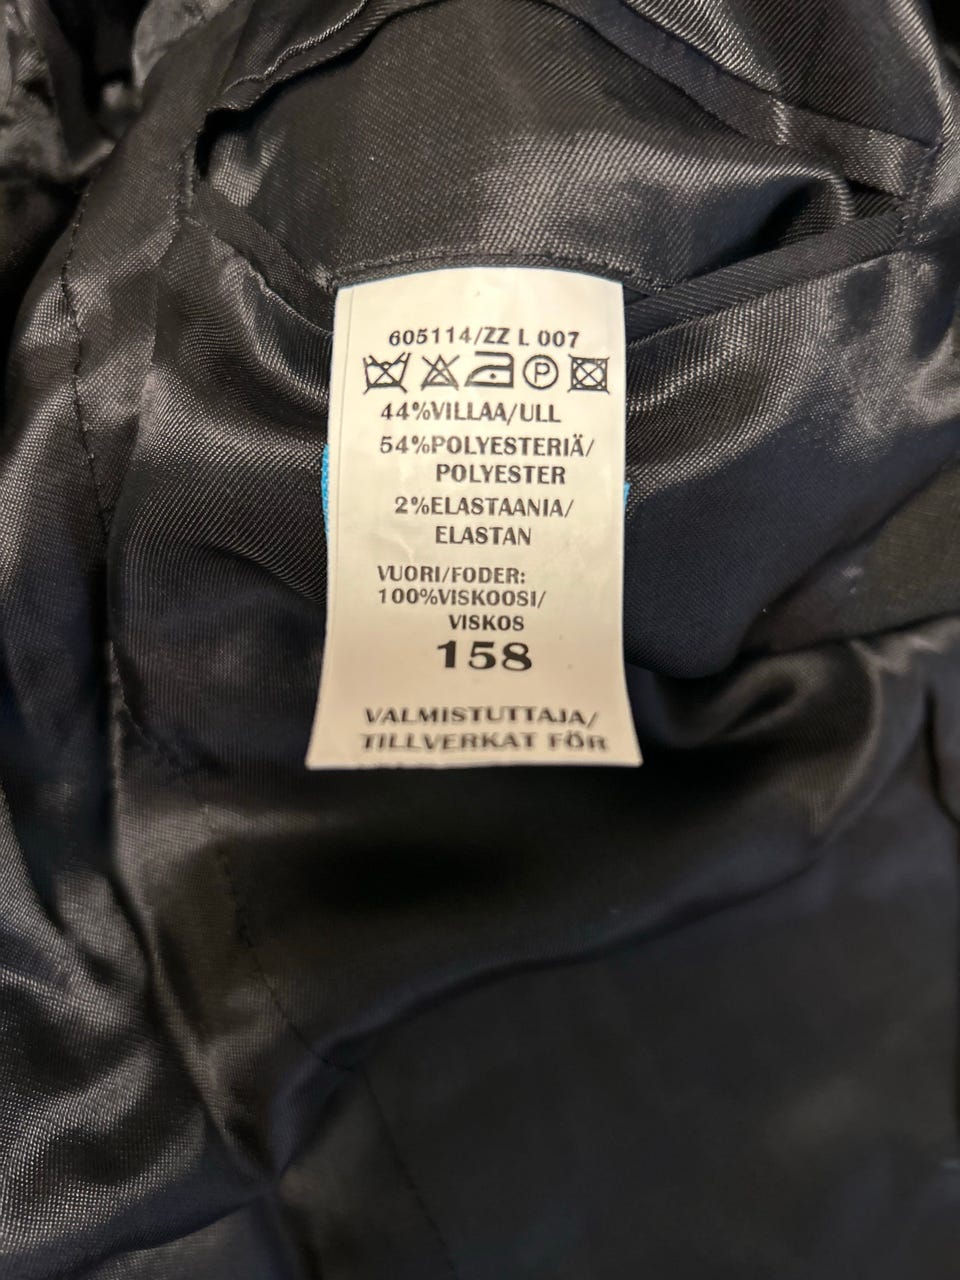 605114/ZZ L 007
P
44%VILLAA/ULL
54%POLYESTERIÄ/
POLYESTER
2%ELASTAANIA/
ELASTAN
VUORI/FODER:
100%VISKOOSI/
VISKOS
158
VALMISTUTTAJA/
TILLVERKAT FÖR